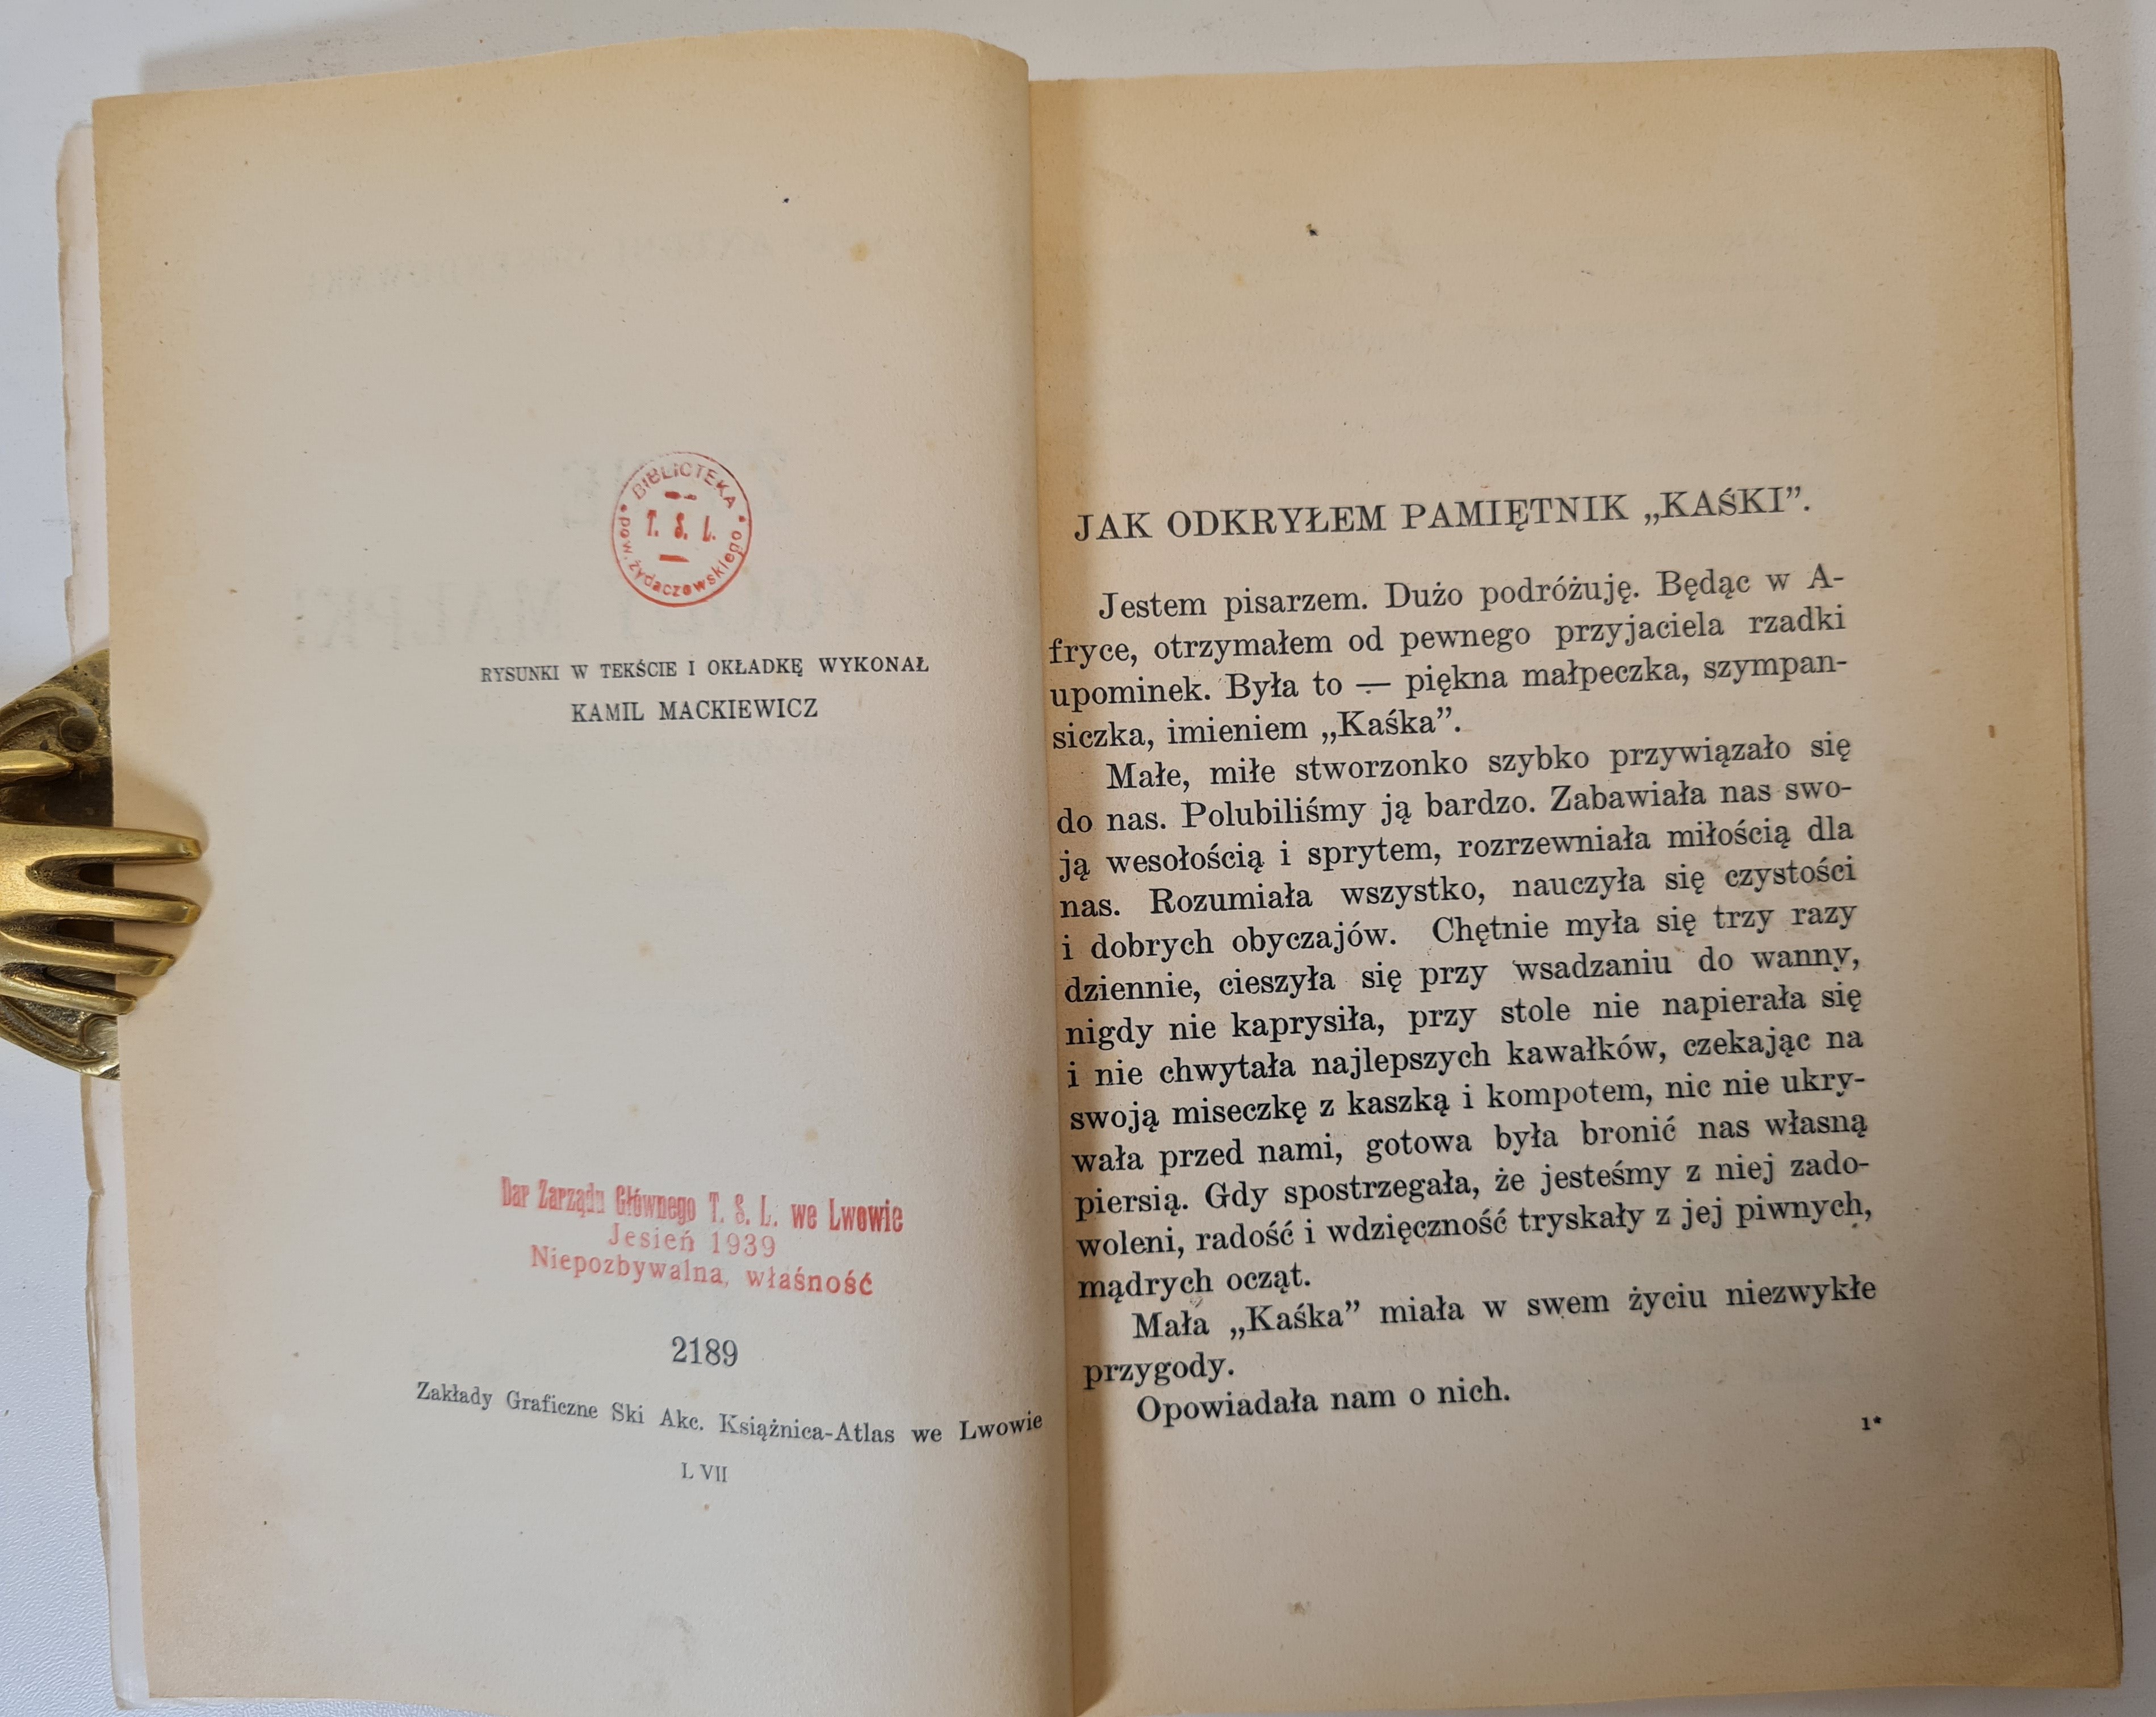 BIBLIOTEKA
T. S. L.
pow. żydaczowskiego
RYSUNKI W TEKŚCIE I OKŁADKĘ WYKONAŁ
KAMIL MACKIEWICZ
Dar Zarządu Głównego T. S. L. we Lwowie
Jesień 1939
Niepozbywalna, własność
2189
Zakłady Graficzne Ski Akc. Książnica-Atlas we Lwowie
L VII
JAK ODKRYŁEM PAMIĘTNIK „KAŚKI”.
Jestem pisarzem. Dużo podróżuję. Będąc w A-
fryce, otrzymałem od pewnego przyjaciela rzadki
upominek. Była to — piękna małpeczka, szympan-
siczka, imieniem „Kaśka”.
Małe, miłe stworzonko szybko przywiązało się
do nas. Polubiliśmy ją bardzo. Zabawiała nas swo-
ją wesołością i sprytem, rozrzewniała miłością dla
nas. Rozumiała wszystko, nauczyła się czystości
i dobrych obyczajów. Chętnie myła się trzy razy
dziennie, cieszyła się przy wsadzaniu do wanny,
nigdy nie kaprysiła, przy stole nie napierała się
i nie chwytała najlepszych kawałków, czekając na
swoją miseczkę z kaszką i kompotem, nic nie ukry-
wała przed nami, gotowa była bronić nas własną
piersią. Gdy spostrzegała, że jesteśmy z niej zado-
woleni, radość i wdzięczność tryskały z jej piwnych,
mądrych ocząt.
Mała „Kaśka” miała w swem życiu niezwykłe
przygody.
Opowiadała nam o nich.
1*